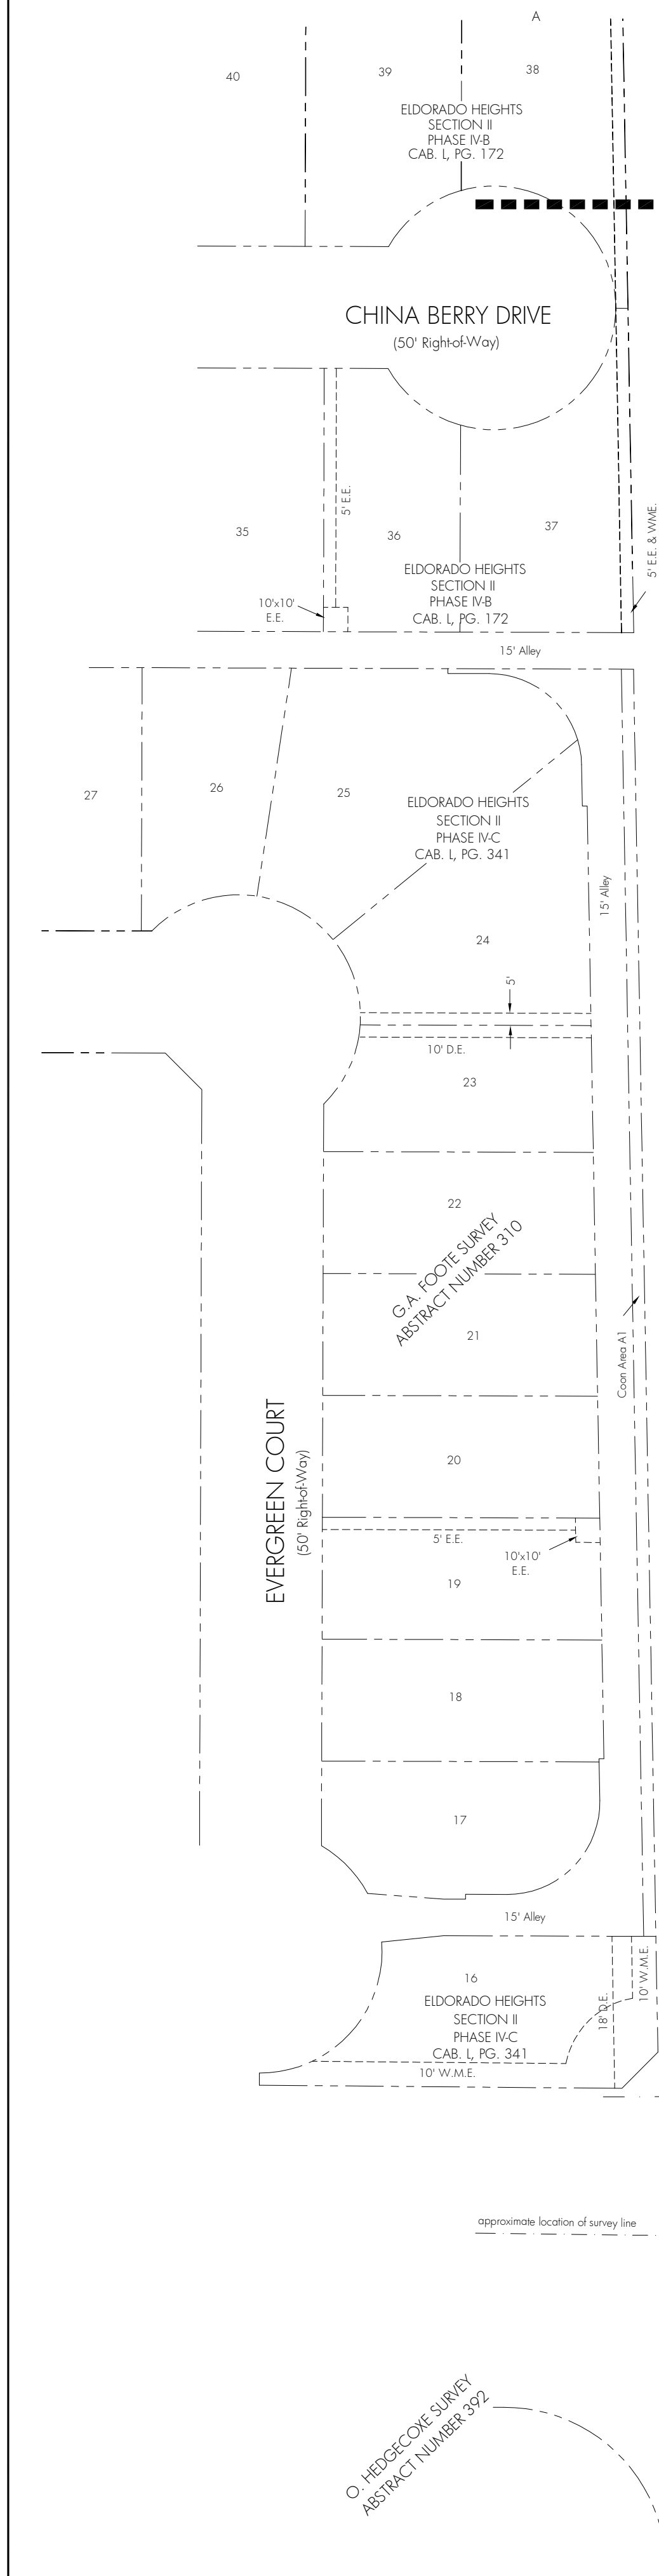 A
40
39
38
ELDORADO HEIGHTS
SECTION II
PHASE IV-B
CAB. L, PG. 172
CHINA BERRY DRIVE
(50' Right-of-Way)
5' E.E.
35
36
37
5' E.E. & WME.
ELDORADO HEIGHTS
SECTION II
PHASE IV-B
CAB. L, PG. 172
10'x10'
E.E.
15' Alley
27
26
25
ELDORADO HEIGHTS
SECTION II
PHASE IV-C
CAB. L, PG. 341
15' Alley
24
5'
10' D.E.
23
22
G.A. FOOTE SURVEY
ABSTRACT NUMBER 310
21
Coon Area A1
20
EVERGREEN COURT
(50' Right-of-Way)
5' E.E.
10'x10'
E.E.
19
18
17
15' Alley
16
ELDORADO HEIGHTS
SECTION II
PHASE IV-C
CAB. L, PG. 341
18' D.E.
10' W.M.E.
10' W.M.E.
approximate location of survey line
O. HEDGECOXE SURVEY
ABSTRACT NUMBER 392